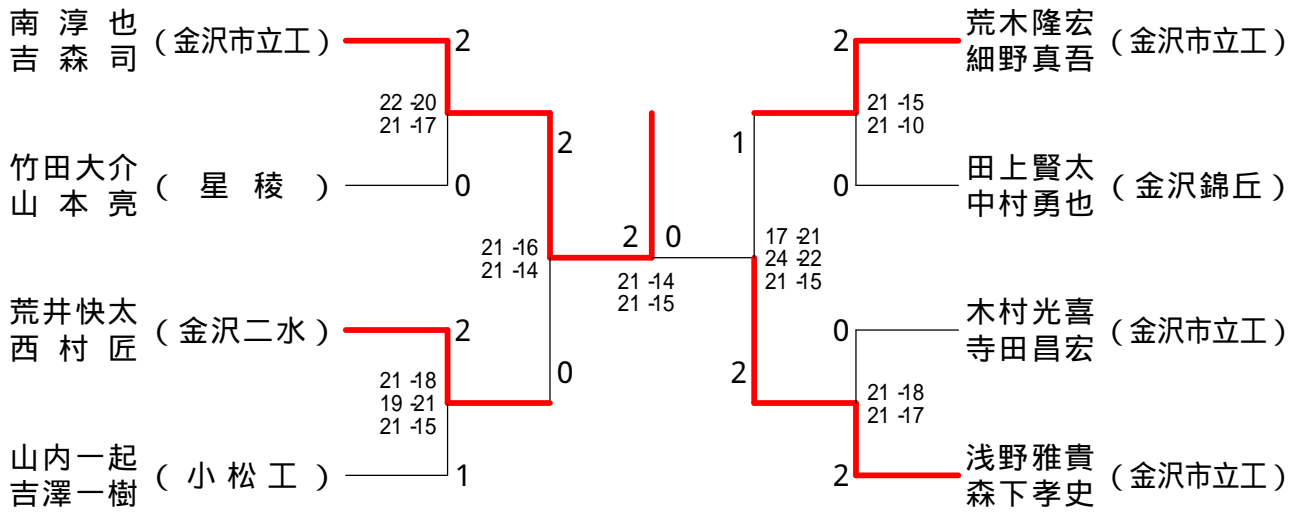 南 淳 也
吉 森 司
(金沢市立工)
2
22 -20
21 -17
竹田大介
山 本 亮
( 星 稜 )
0
2
21 -16
21 -14
荒井快太
西 村 匠
(金沢二水)
2
21 -18
19 -21
21 -15
0
山内一起
吉澤一樹
( 小 松 工 )
1
2 0
21 -14
21 -15
2
荒木隆宏
細野真吾
(金沢市立工)
21 -15
21 -10
1
0
田上賢太
中村勇也
(金沢錦丘)
17 -21
24 -22
21 -15
0
木村光喜
寺田昌宏
(金沢市立工)
2
21 -18
21 -17
2
浅野雅貴
森下孝史
(金沢市立工)